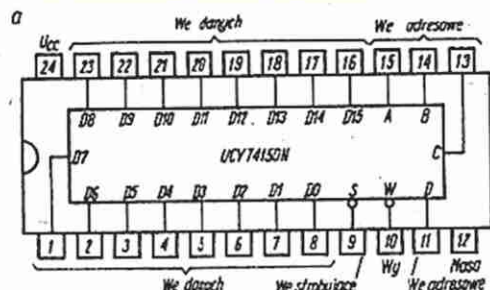 a
We danych We adresowe
Ucc
24 23 22 21 20 19 18 17 16 15 14 13
D8 D9 D10 D11 D12 D13 D14 D15 A B
D7 UCY74150N C
D6 D5 D4 D3 D2 D1 D0 S W D
1 2 3 4 5 6 7 8 9 10 11 12
We danych We strobujące Wy We adresowe Masa